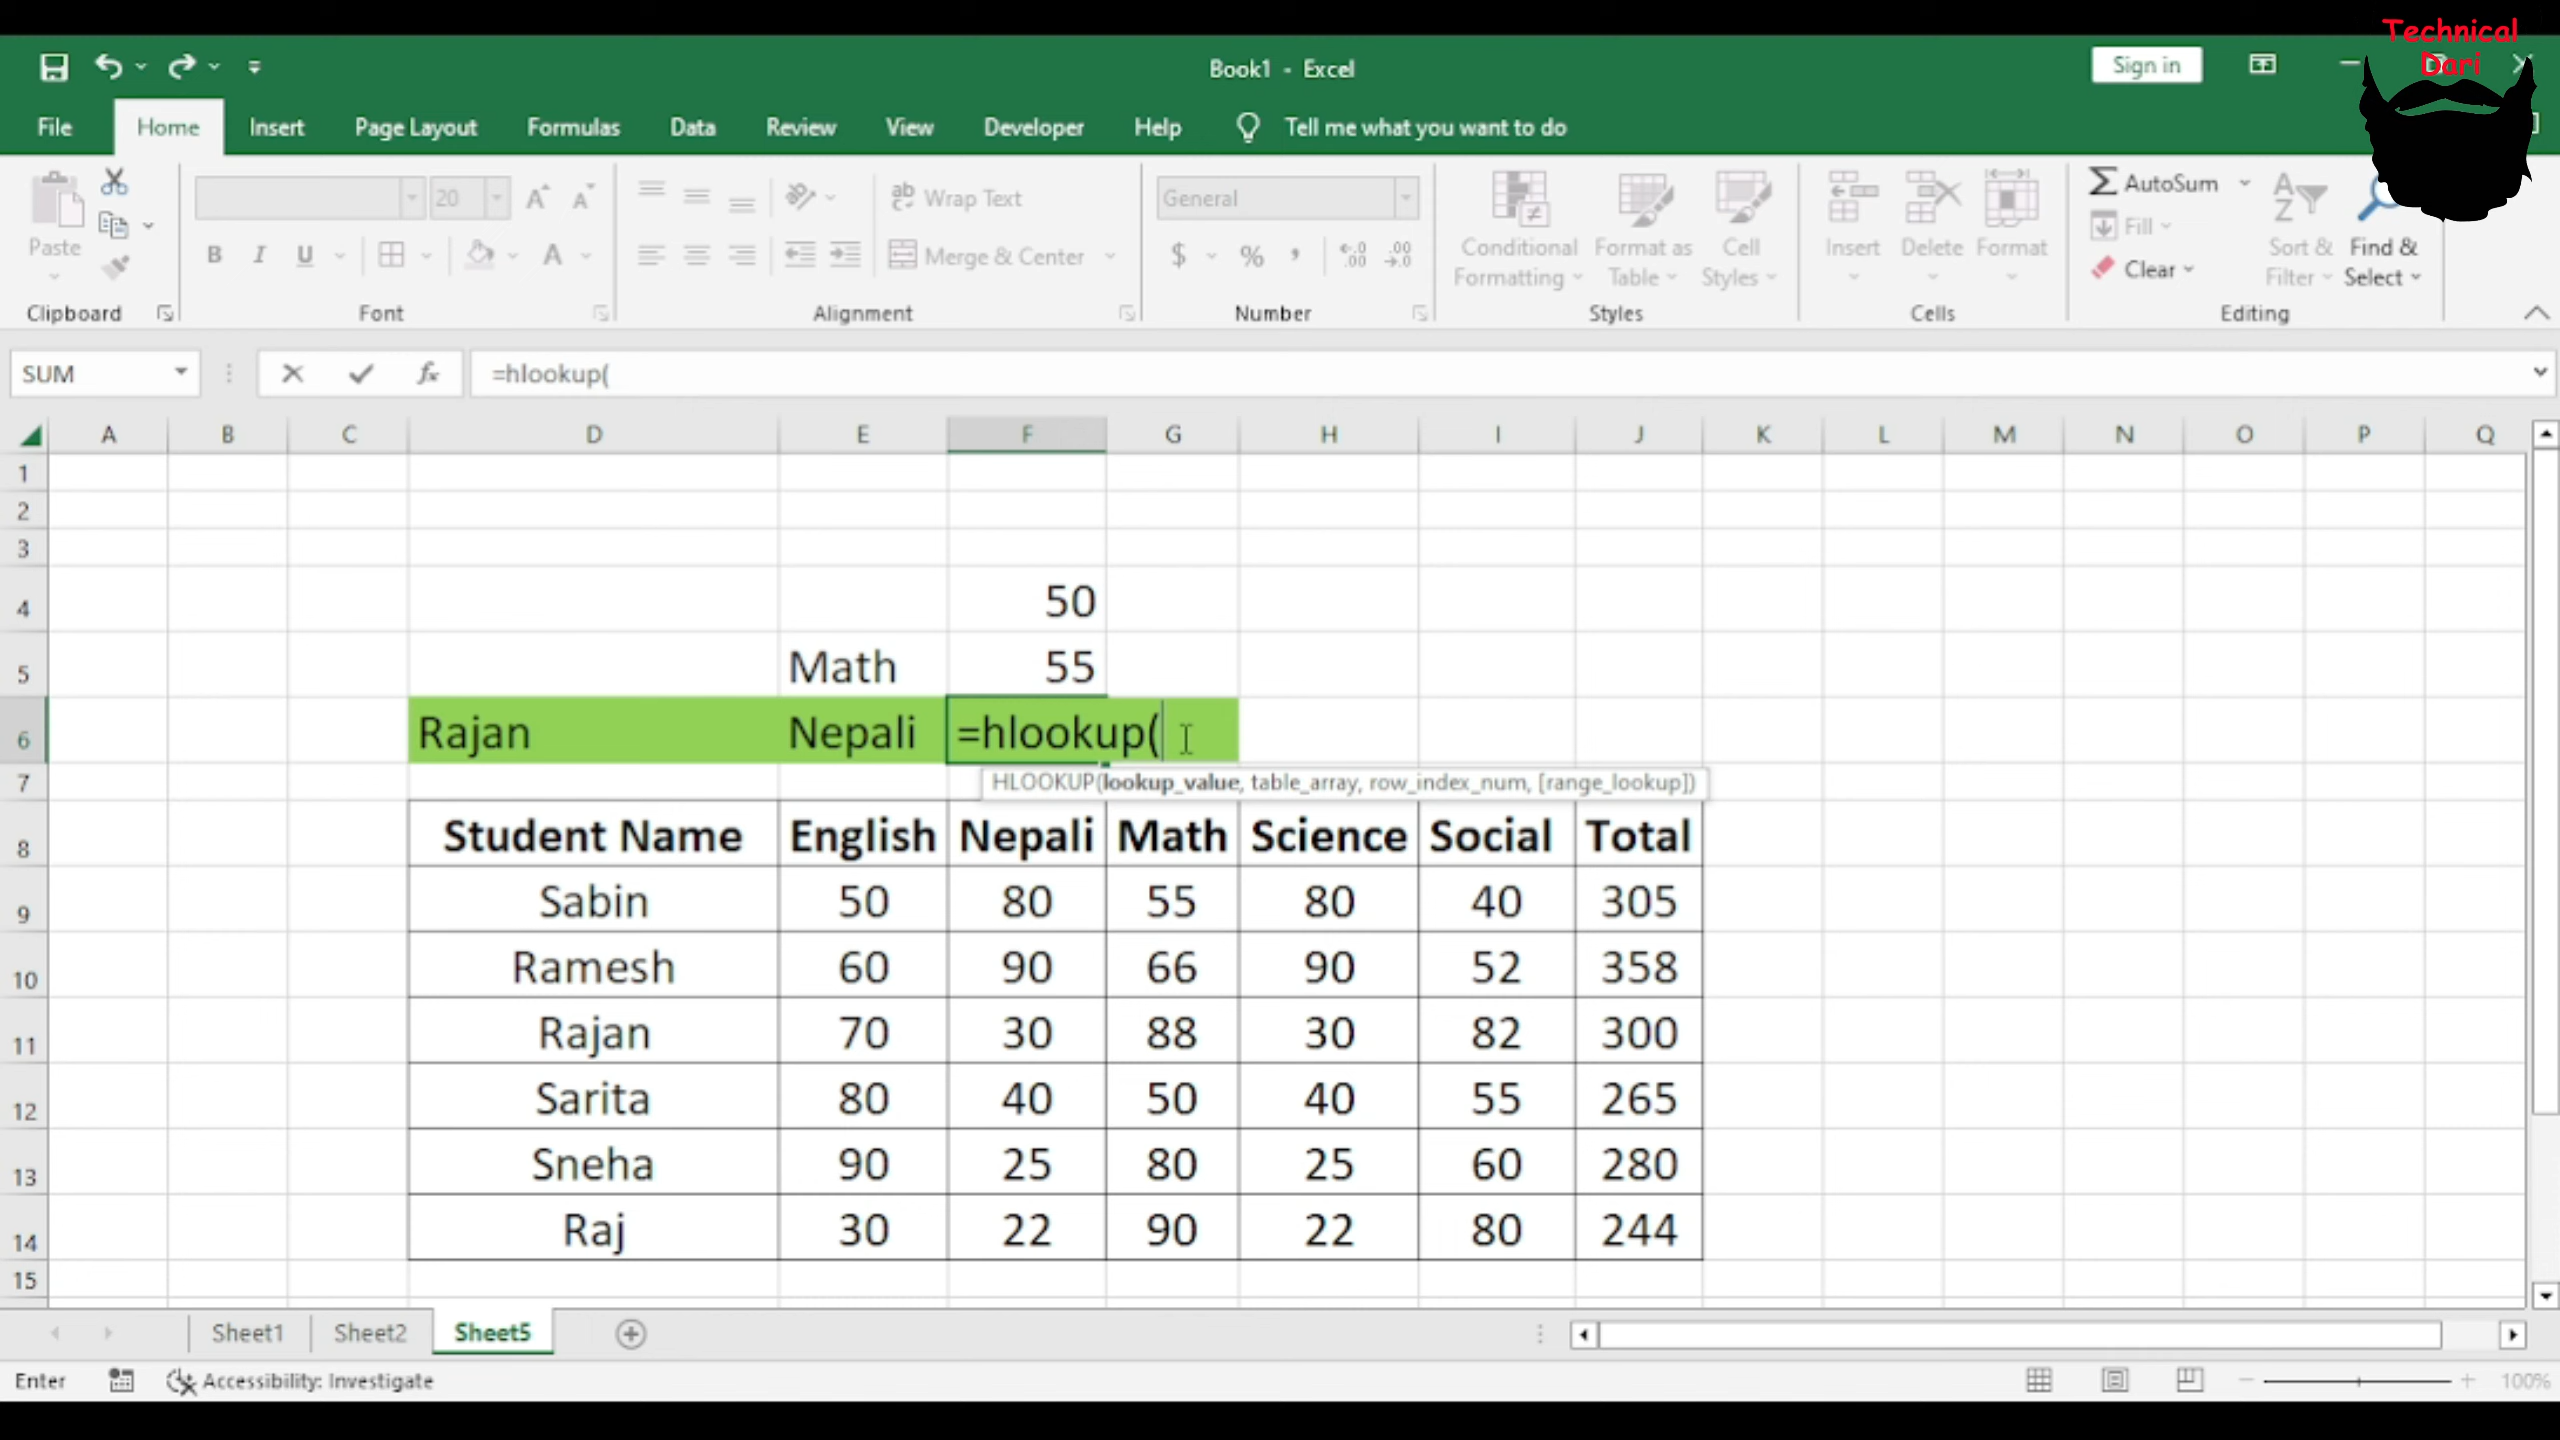 Technical
Dari
Book1 - Excel
Sign in
File Home Insert Page Layout Formulas Data Review View Developer Help Tell me what you want to do
Paste
Clipboard
20
B I U A
Font
ab Wrap Text
Merge & Center
Alignment
General
$ % , .00 .00
Number
Conditional Formatting
Format as Table
Cell Styles
Styles
Insert
Delete
Format
Cells
AutoSum
Fill
Clear
Sort & Filter
Find & Select
Editing
SUM fx =hlookup(
A B C D E F G H I J K L M N O P Q
1
2
3
4 50
5 Math 55
6 Rajan Nepali =hlookup(
7 HLOOKUP(lookup_value, table_array, row_index_num, [range_lookup])
8 Student Name English Nepali Math Science Social Total
9 Sabin 50 80 55 80 40 305
10 Ramesh 60 90 66 90 52 358
11 Rajan 70 30 88 30 82 300
12 Sarita 80 40 50 40 55 265
13 Sneha 90 25 80 25 60 280
14 Raj 30 22 90 22 80 244
15
Sheet1 Sheet2 Sheet5
Enter Accessibility: Investigate 100%